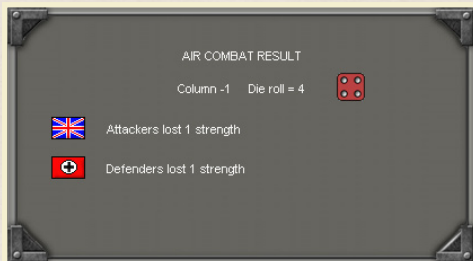 AIR COMBAT RESULT
Column -1 Die roll = 4
Attackers lost 1 strength
Defenders lost 1 strength